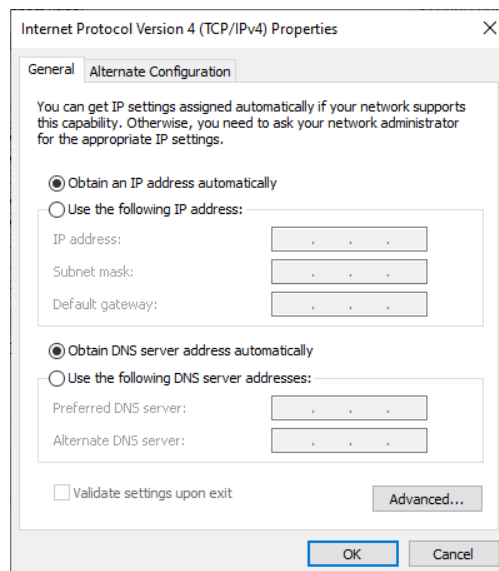 Internet Protocol Version 4 (TCP/IPv4) Properties
General
Alternate Configuration
You can get IP settings assigned automatically if your network supports
this capability. Otherwise, you need to ask your network administrator
for the appropriate IP settings.
Obtain an IP address automatically
Use the following IP address:
IP address:
Subnet mask:
Default gateway:
Obtain DNS server address automatically
Use the following DNS server addresses:
Preferred DNS server:
Alternate DNS server:
Validate settings upon exit
Advanced...
OK
Cancel